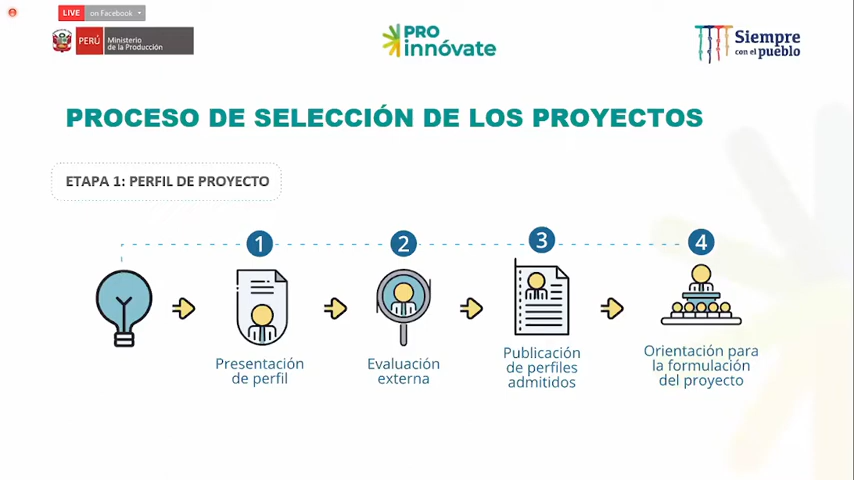 LIVE on Facebook
PERÚ
Ministerio
de la Producción
PRO
innóvate
Siempre
con el pueblo
PROCESO DE SELECCIÓN DE LOS PROYECTOS
ETAPA 1: PERFIL DE PROYECTO
1
2
3
4
Presentación
de perfil
Evaluación
externa
Publicación
de perfiles
admitidos
Orientación para
la formulación
del proyecto